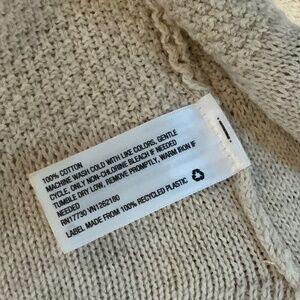 100% COTTON
MACHINE WASH COLD WITH LIKE COLORS, GENTLE
CYCLE, ONLY NON-CHLORINE BLEACH IF NEEDED
TUMBLE DRY LOW, REMOVE PROMPTLY, WARM IRON IF
NEEDED
RN17730 VN1252180
LABEL MADE FROM 100% RECYCLED PLASTIC